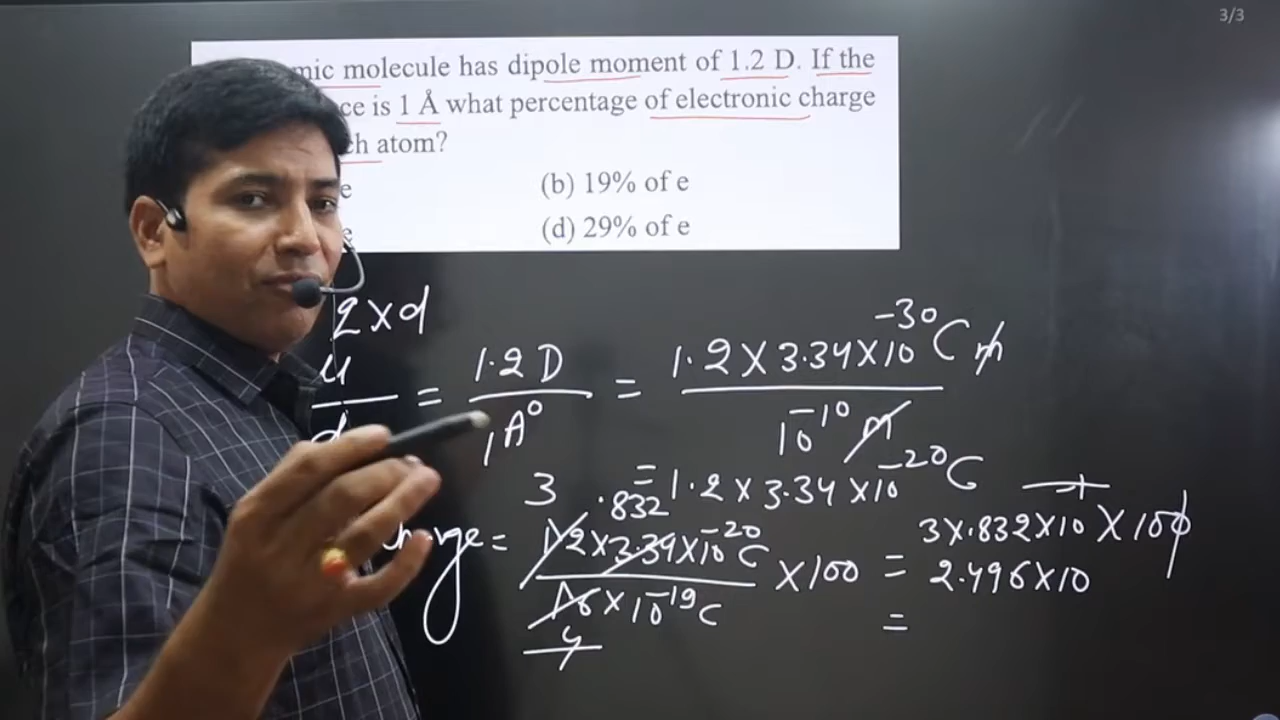 3/3
mic molecule has dipole moment of 1.2 D. If the
ce is 1 Å what percentage of electronic charge
ch atom?
e
(b) 19% of e
e
(d) 29% of e
q × d
μ/d = 1.2 D/1 A° = 1.2 × 3.34 × 10⁻³⁰ C m/10⁻¹⁰ m
= 1.2 × 3.34 × 10⁻²⁰ C
3 .832
harge = 1.2 × 3.34 × 10⁻²⁰ C/1.6 × 10⁻¹⁹ C × 100 = 3 × .832 × 10⁻¹ × 100
4
2.496 × 10
=